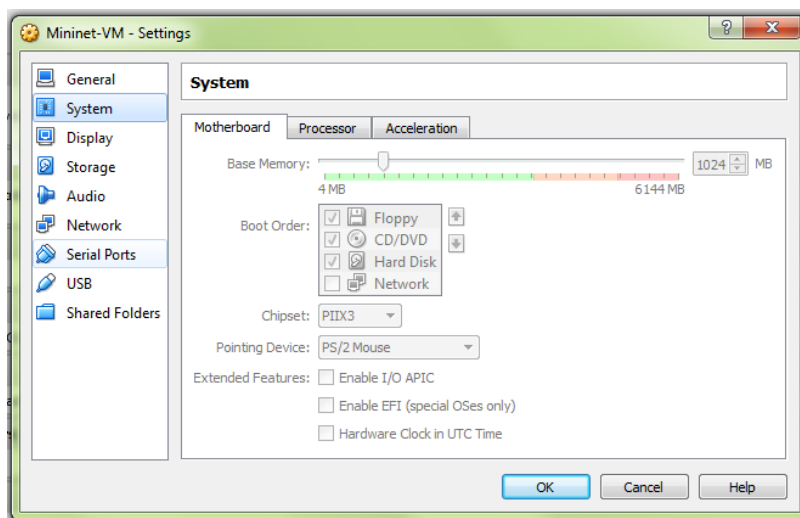 Mininet-VM - Settings
General
System
Display
Storage
Audio
Network
Serial Ports
USB
Shared Folders
System
Motherboard Processor Acceleration
Base Memory: 1024 MB
4 MB 6144 MB
Boot Order: Floppy
CD/DVD
Hard Disk
Network
Chipset: PIIX3
Pointing Device: PS/2 Mouse
Extended Features: Enable I/O APIC
Enable EFI (special OSes only)
Hardware Clock in UTC Time
OK Cancel Help